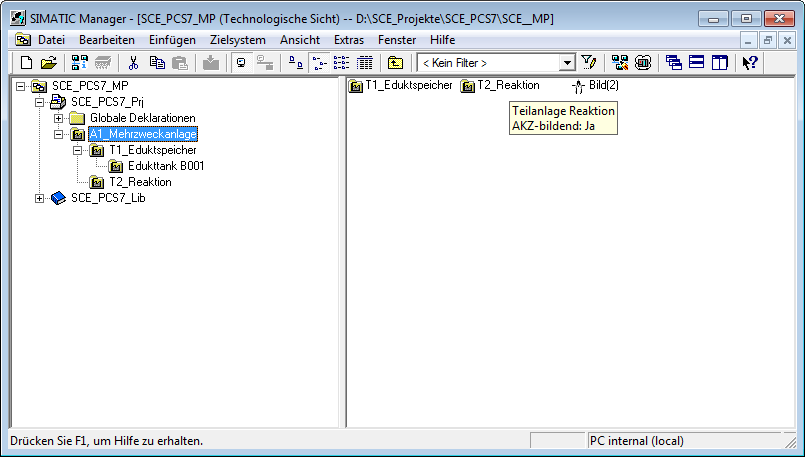 SIMATIC Manager - [SCE_PCS7_MP (Technologische Sicht) -- D:\SCE_Projekte\SCE_PCS7\SCE__MP]
Datei Bearbeiten Einfügen Zielsystem Ansicht Extras Fenster Hilfe
< Kein Filter >
SCE_PCS7_MP
SCE_PCS7_Prj
Globale Deklarationen
A1_Mehrzweckanlage
T1_Eduktspeicher
Edukttank B001
T2_Reaktion
SCE_PCS7_Lib
T1_Eduktspeicher T2_Reaktion Bild(2)
Teilanlage Reaktion
AKZ-bildend: Ja
Drücken Sie F1, um Hilfe zu erhalten. PC internal (local)